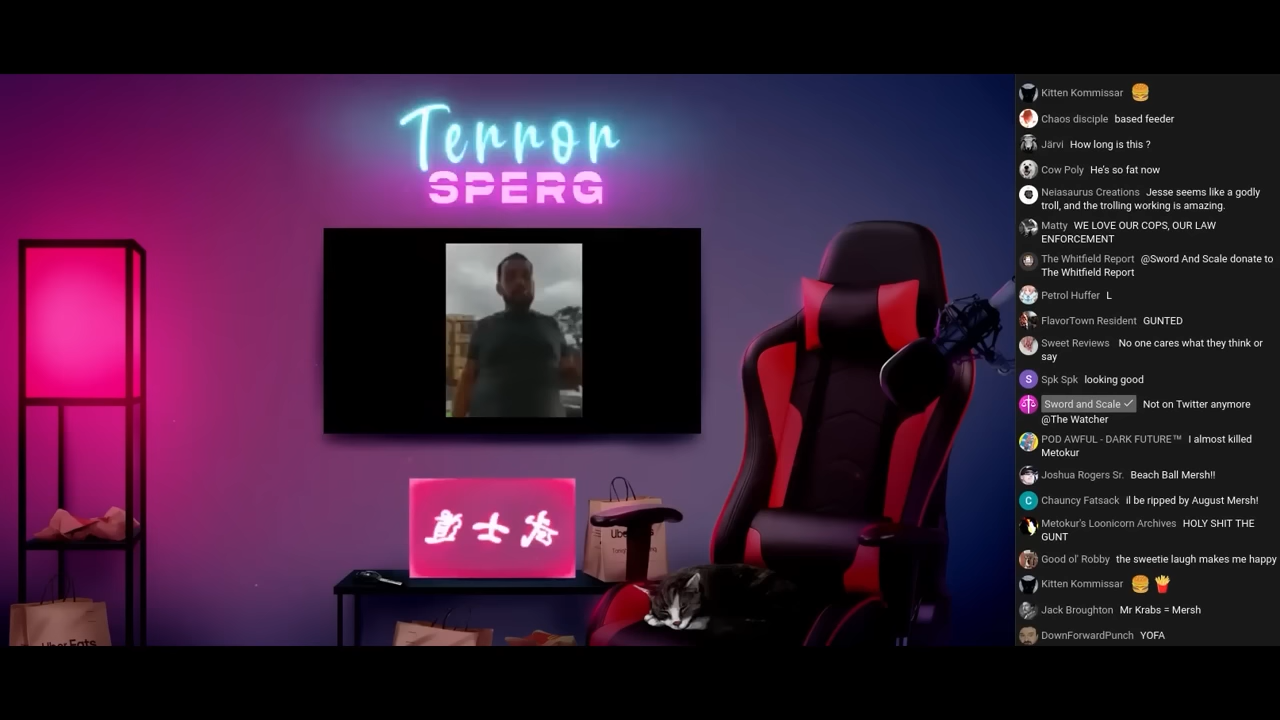 Terror
SPERG
Uber Eats
Kitten Kommissar
Chaos disciple based feeder
Järvi How long is this ?
Cow Poly He's so fat now
Neiasaurus Creations Jesse seems like a godly
troll, and the trolling working is amazing.
Matty WE LOVE OUR COPS, OUR LAW
ENFORCEMENT
The Whitfield Report @Sword And Scale donate to
The Whitfield Report
Petrol Huffer L
FlavorTown Resident GUNTED
Sweet Reviews No one cares what they think or
say
S
Spk Spk looking good
Sword and Scale Not on Twitter anymore
@The Watcher
POD AWFUL - DARK FUTURE™ I almost killed
Metokur
Joshua Rogers Sr. Beach Ball Mersh!!
C
Chauncy Fatsack il be ripped by August Mersh!
Metokur's Loonicorn Archives HOLY SHIT THE
GUNT
Good ol' Robby the sweetie laugh makes me happy
Kitten Kommissar
Jack Broughton Mr Krabs = Mersh
DownForwardPunch YOFA